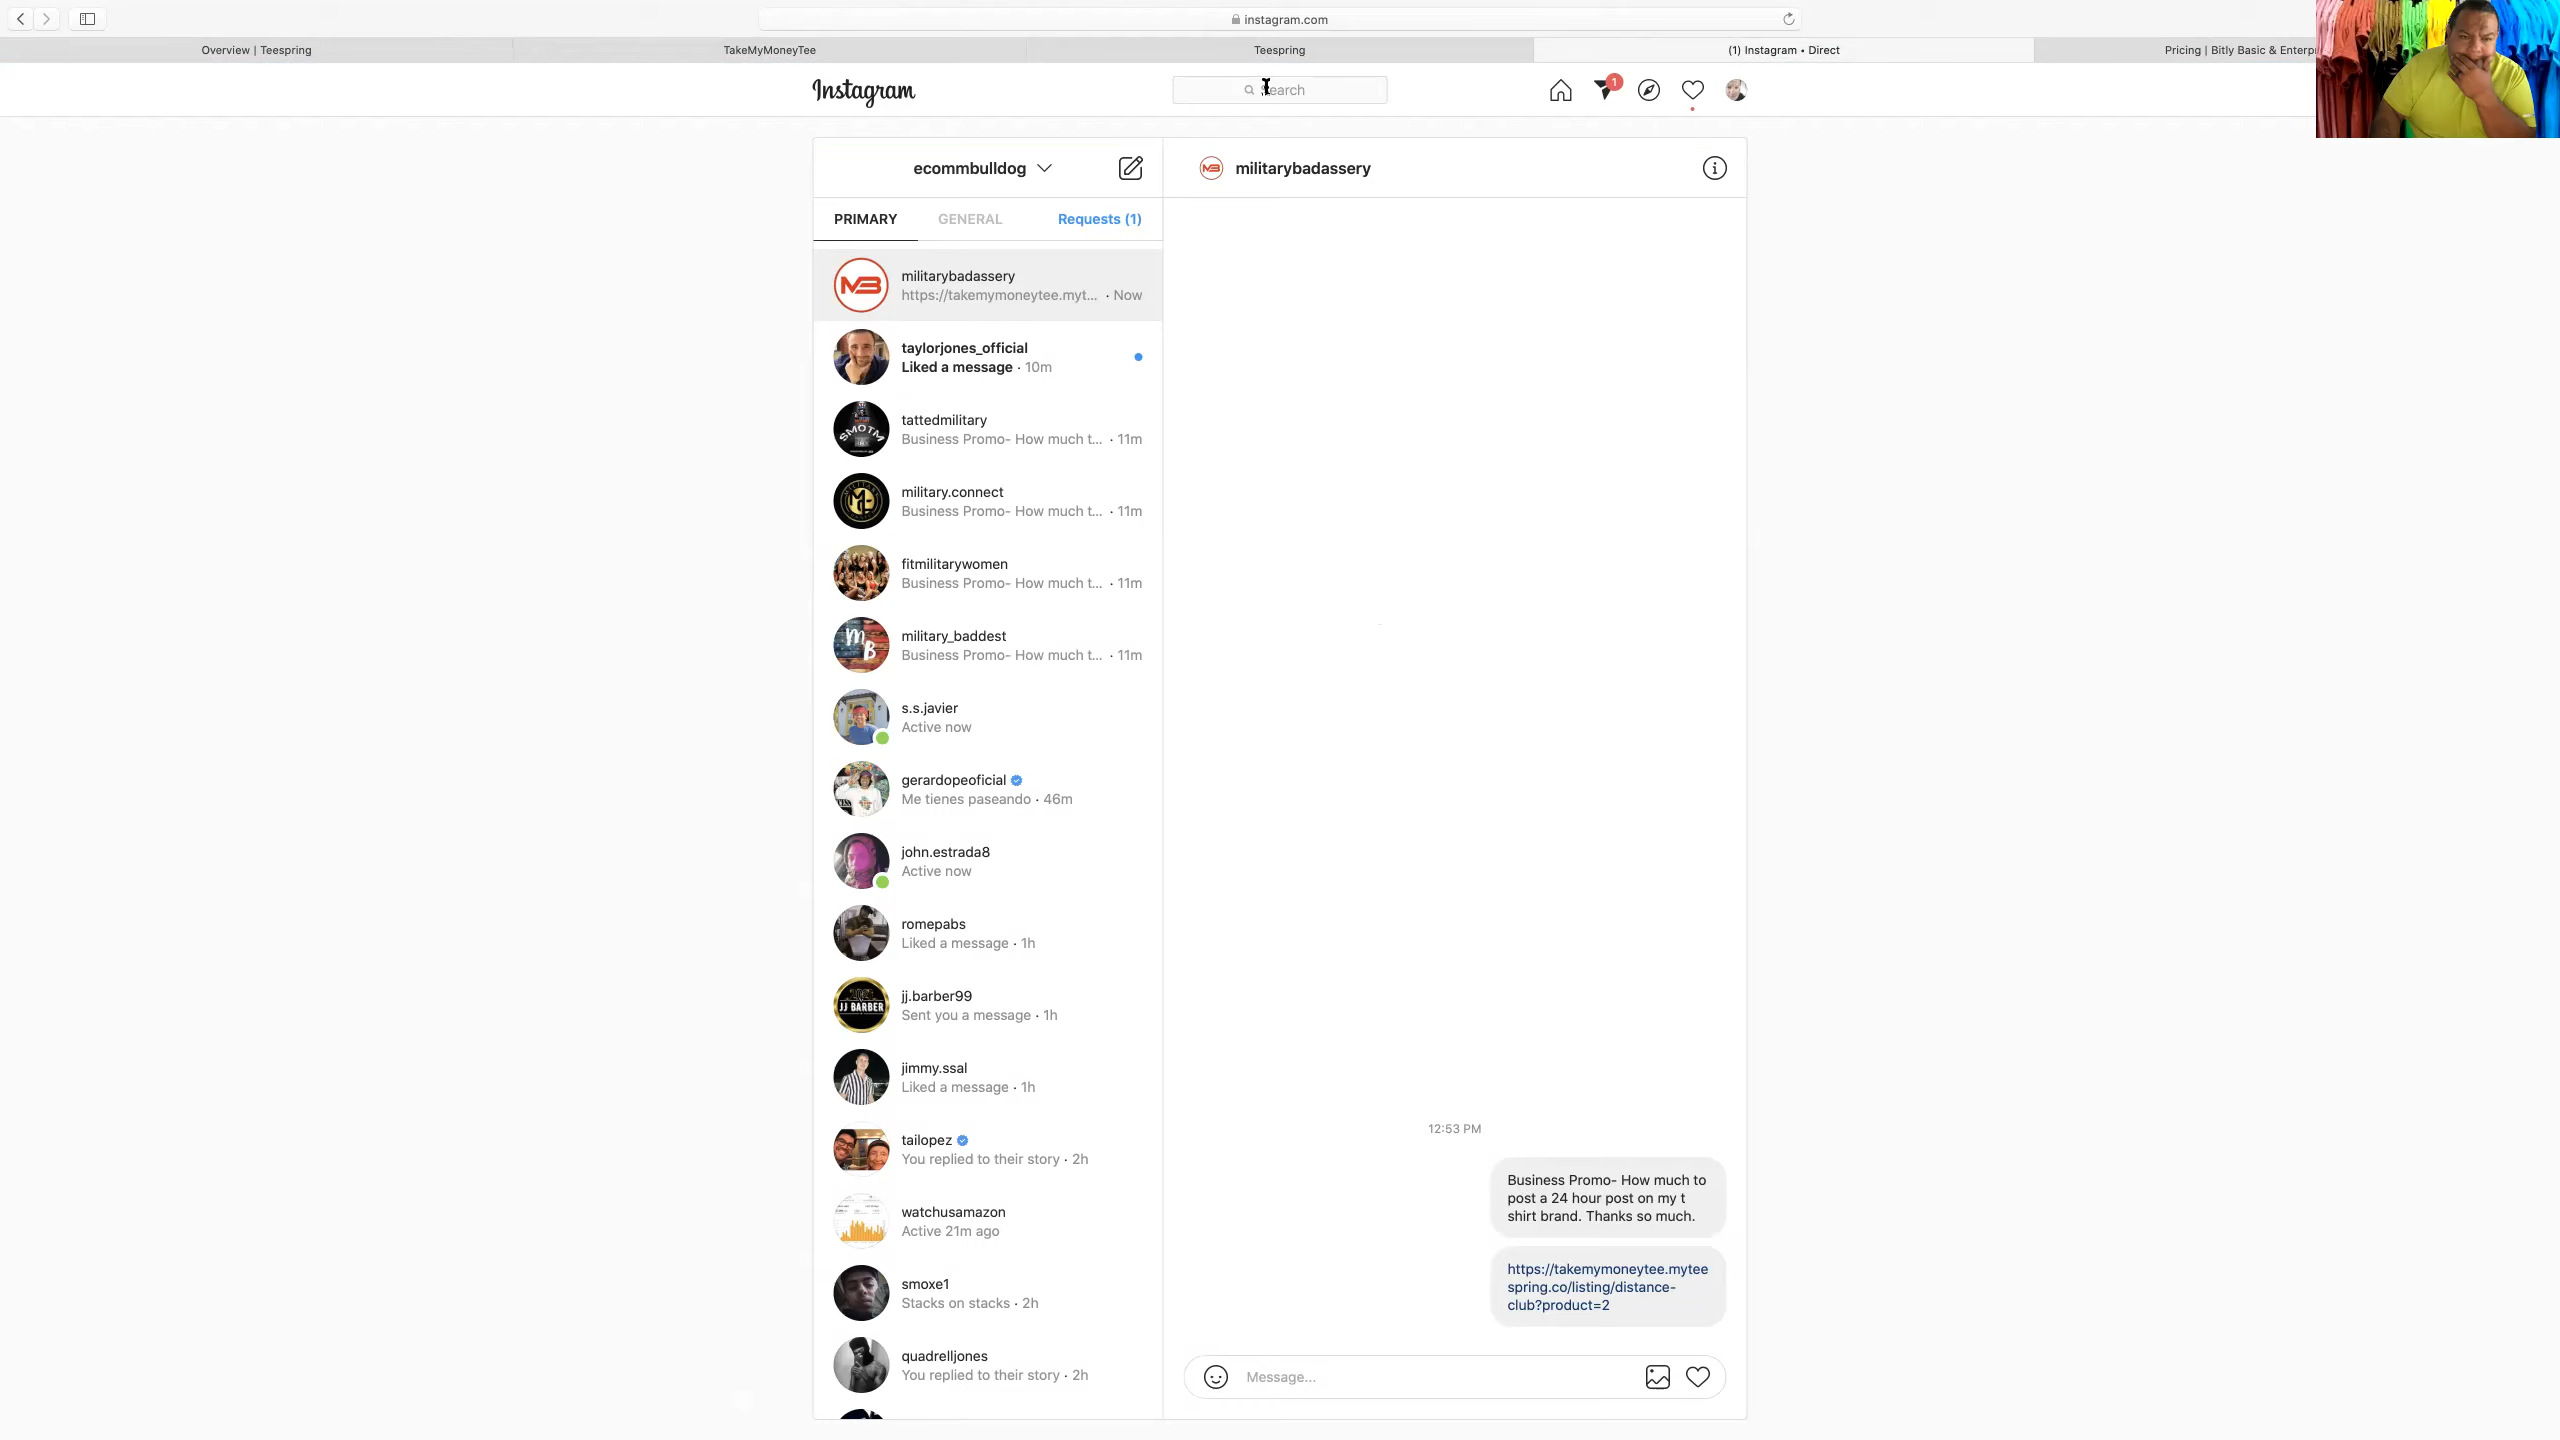 instagram.com
Overview | Teespring
TakeMyMoneyTee
Teespring
(1) Instagram • Direct
Pricing | Bitly Basic & Enterp
Instagram
Search
1
ecommbulldog
militarybadassery
PRIMARY
GENERAL
Requests (1)
MB
militarybadassery
https://takemymoneytee.myt... · Now
taylorjones_official
Liked a message · 10m
SMOTM
tattedmilitary
Business Promo- How much t... · 11m
military.connect
Business Promo- How much t... · 11m
fitmilitarywomen
Business Promo- How much t... · 11m
MB
military_baddest
Business Promo- How much t... · 11m
s.s.javier
Active now
gerardopeoficial
Me tienes paseando · 46m
john.estrada8
Active now
romepabs
Liked a message · 1h
JJ BARBER
jj.barber99
Sent you a message · 1h
jimmy.ssal
Liked a message · 1h
tailopez
You replied to their story · 2h
watchusamazon
Active 21m ago
smoxe1
Stacks on stacks · 2h
quadrelljones
You replied to their story · 2h
12:53 PM
Business Promo- How much to
post a 24 hour post on my t
shirt brand. Thanks so much.
https://takemymoneytee.mytee
spring.co/listing/distance-
club?product=2
Message...